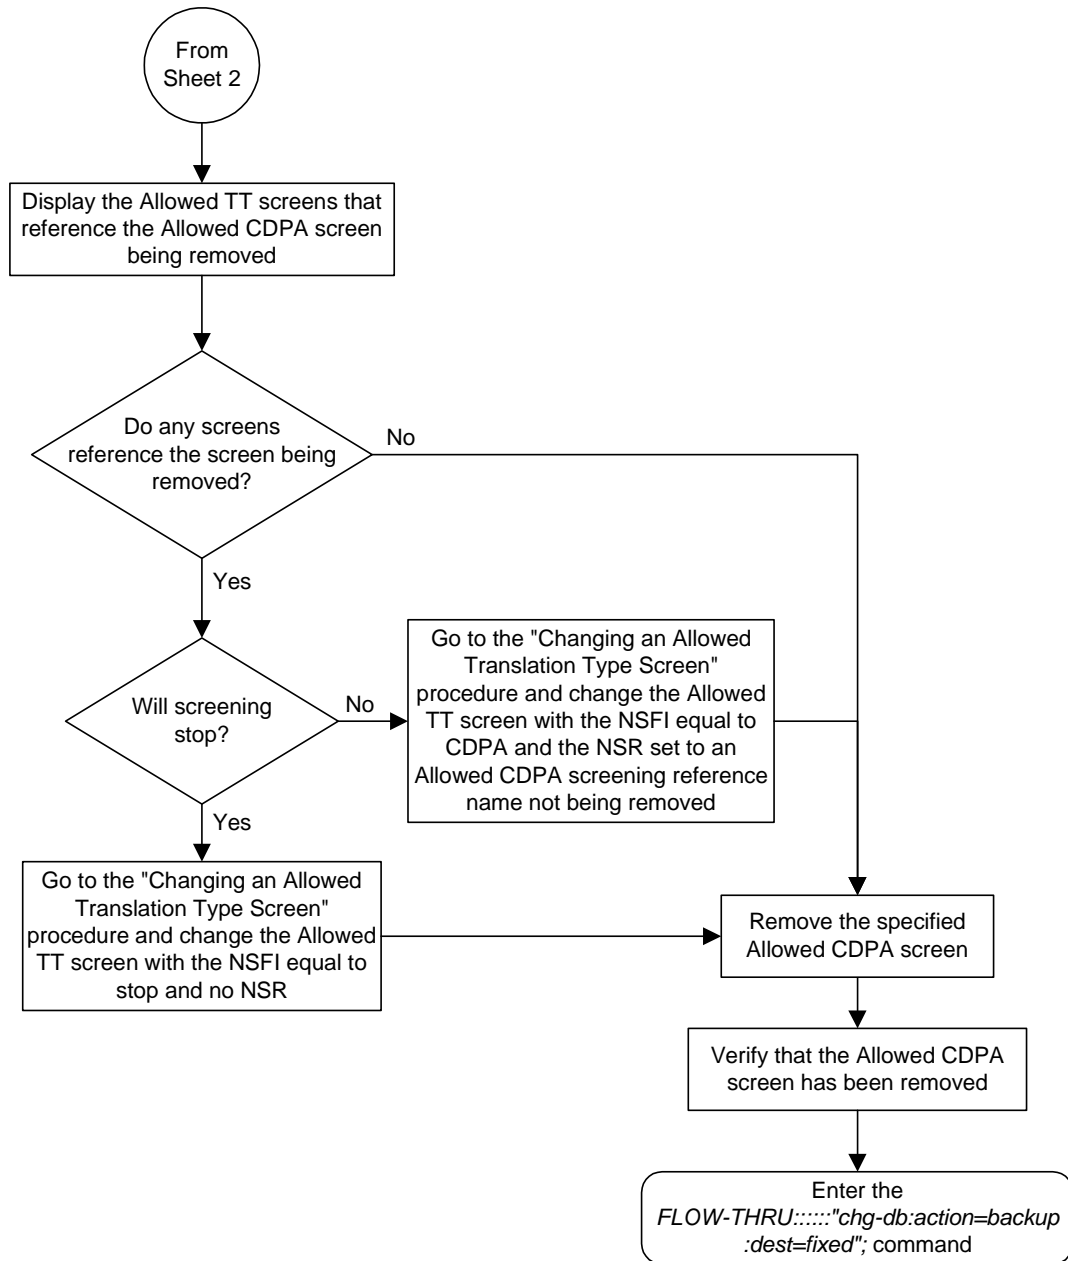 From
Sheet 2
Display the Allowed TT screens that
reference the Allowed CDPA screen
being removed
Do any screens
reference the screen being
removed?
No
Yes
Will screening
stop?
No
Go to the "Changing an Allowed
Translation Type Screen"
procedure and change the Allowed
TT screen with the NSFI equal to
CDPA and the NSR set to an
Allowed CDPA screening reference
name not being removed
Yes
Go to the "Changing an Allowed
Translation Type Screen"
procedure and change the Allowed
TT screen with the NSFI equal to
stop and no NSR
Remove the specified
Allowed CDPA screen
Verify that the Allowed CDPA
screen has been removed
Enter the
FLOW-THRU::::::"chg-db:action=backup
:dest=fixed"; command